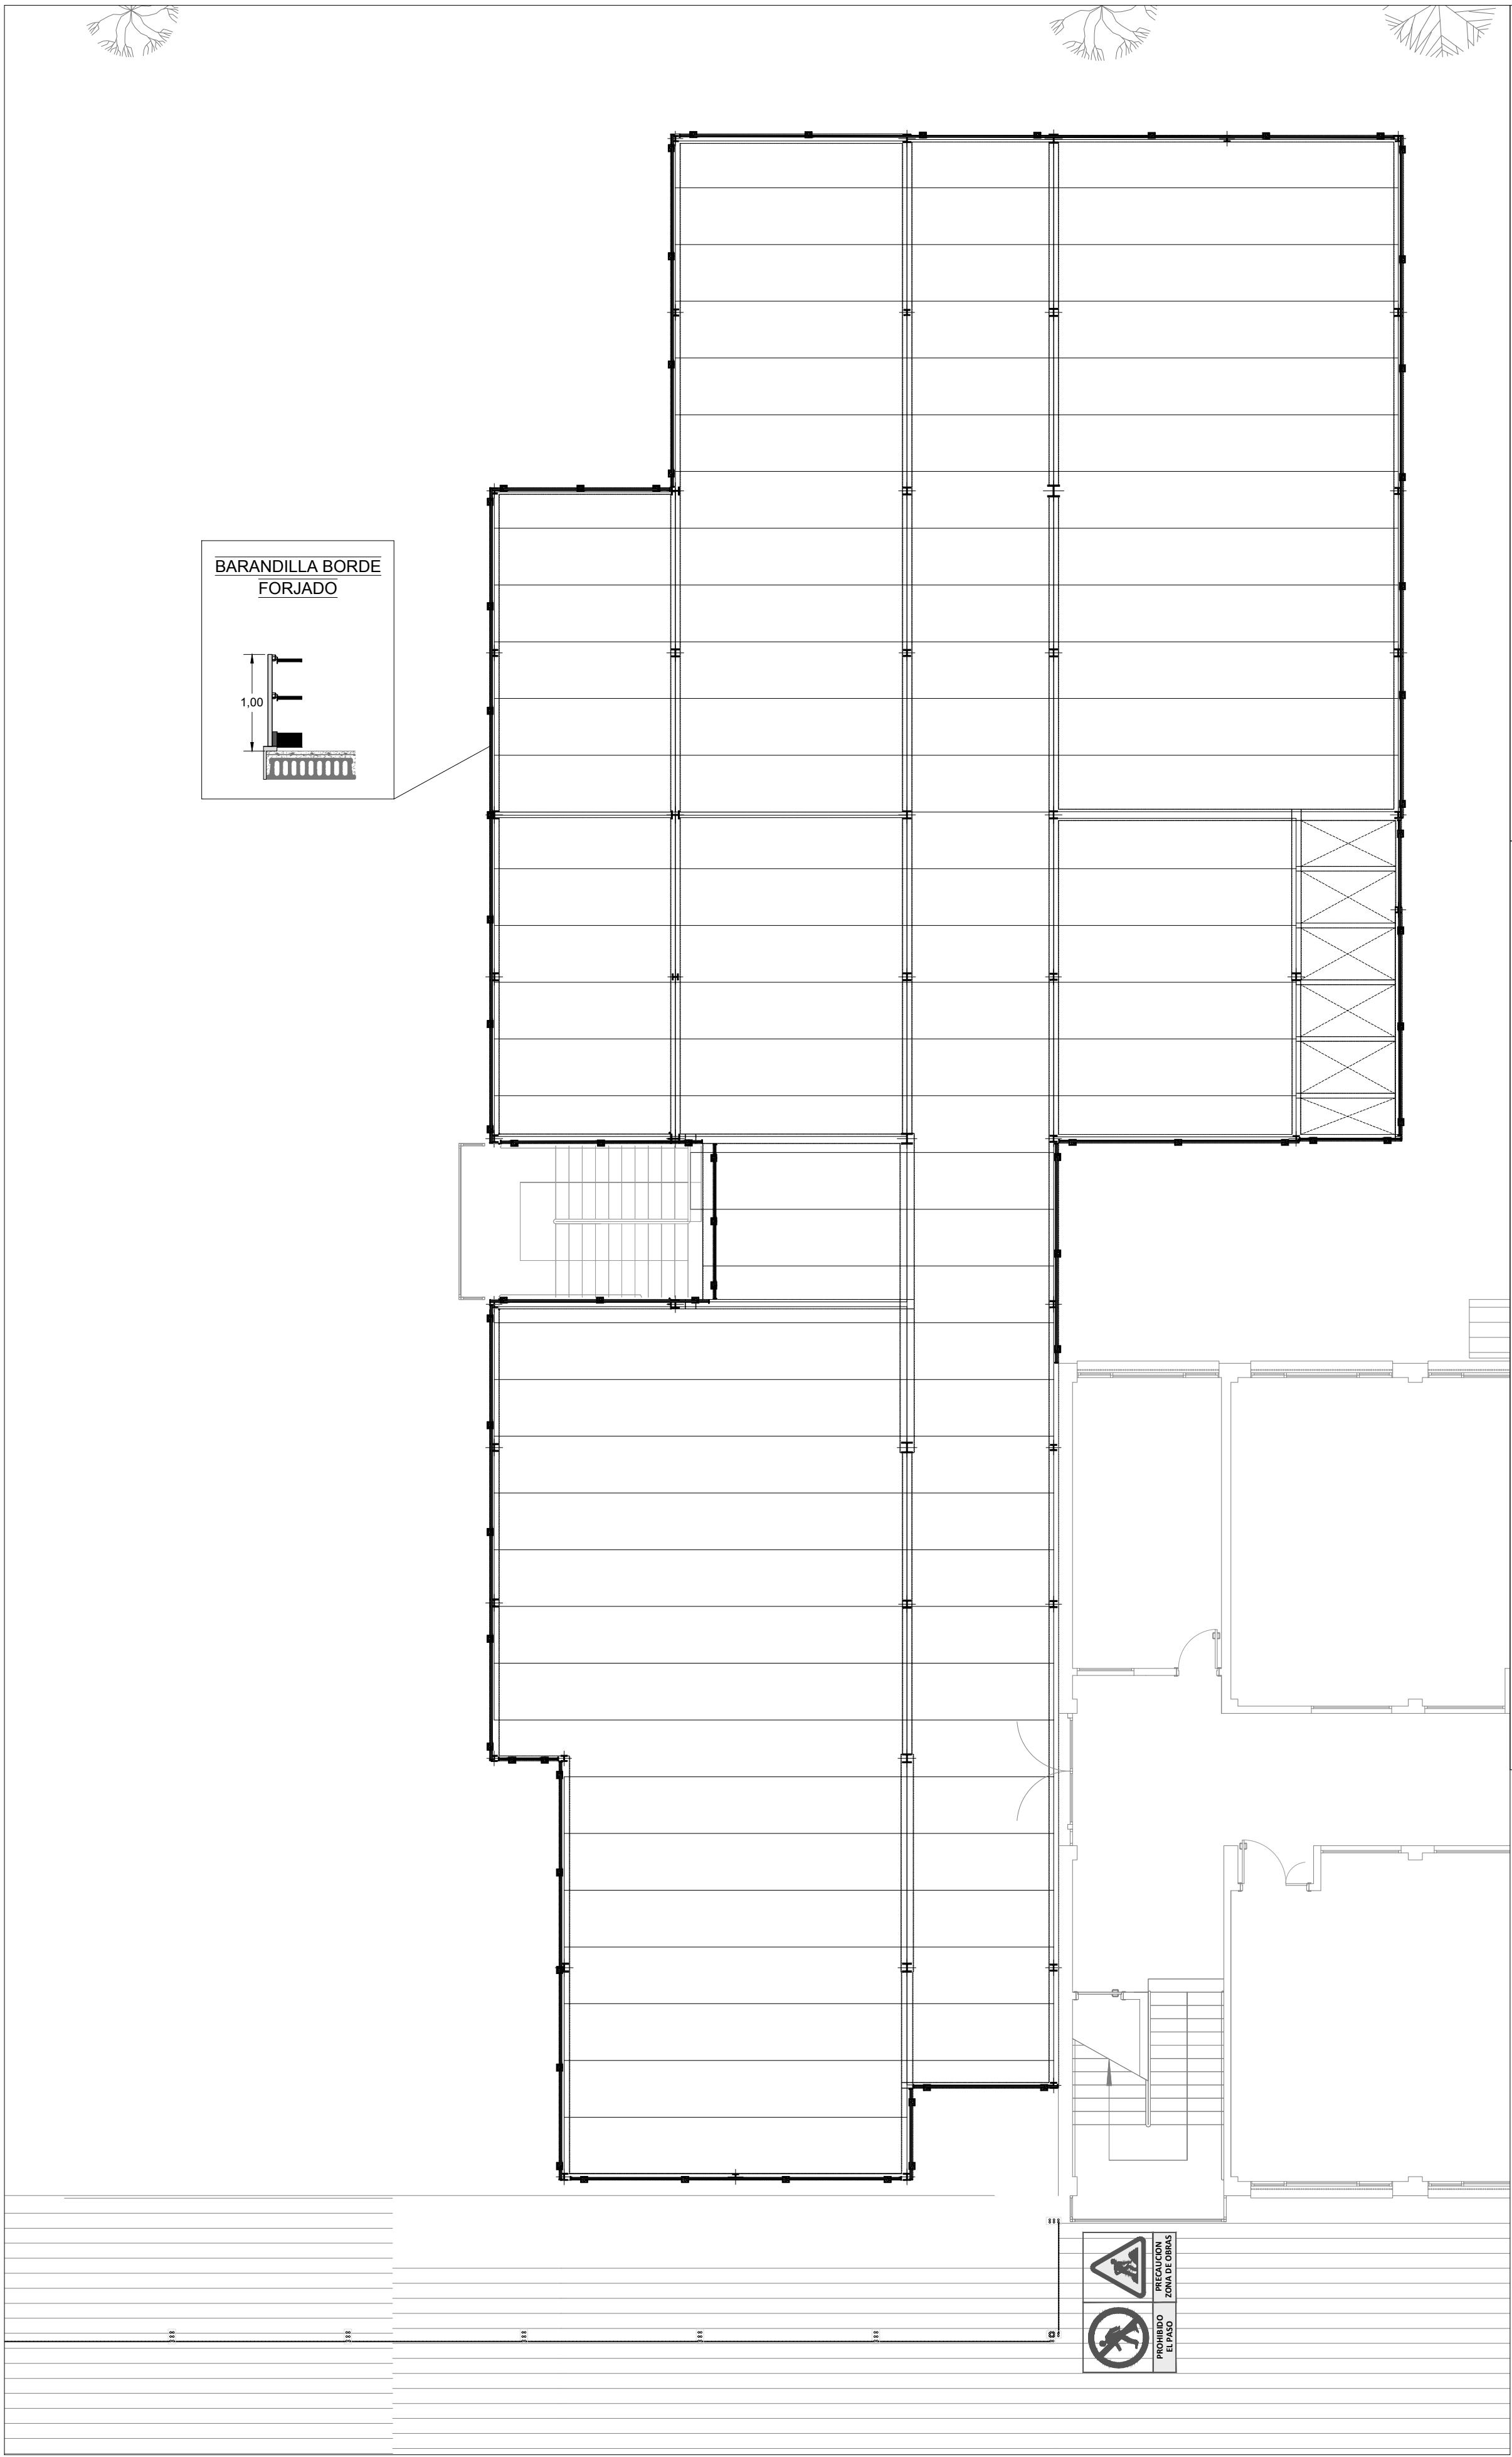 BARANDILLA BORDE
FORJADO
1,00
PRECAUCION
ZONA DE OBRAS
PROHIBIDO
EL PASO